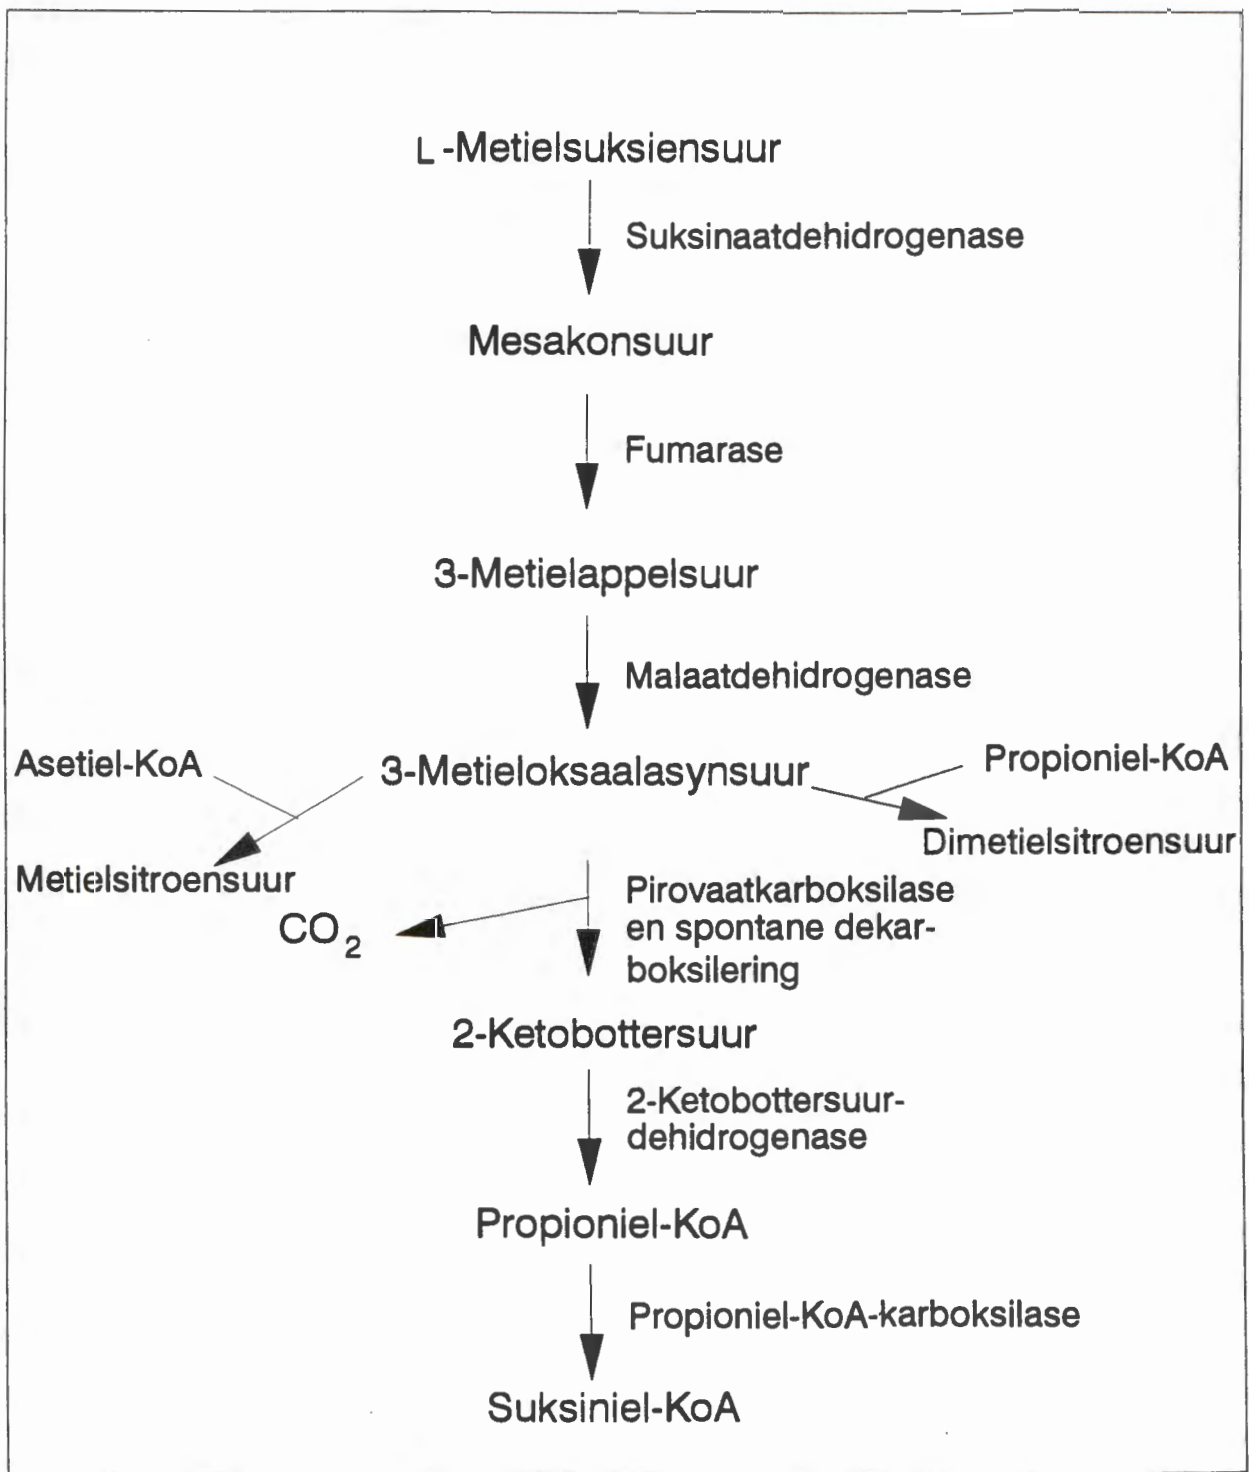 L-Metielsuksiensuur
Suksinaatdehidrogenase
Mesakonsuur
Fumarase
3-Metielappelsuur
Malaatdehidrogenase
Asetiel-KoA
3-Metieloksaalasynsuur
Propioniel-KoA
Dimetielsitroensuur
Metielsitroensuur
CO₂
Pirovaatkarboksilase
en spontane dekar-
boksilering
2-Ketobottersuur
2-Ketobottersuur-
dehidrogenase
Propioniel-KoA
Propioniel-KoA-karboksilase
Suksiniel-KoA